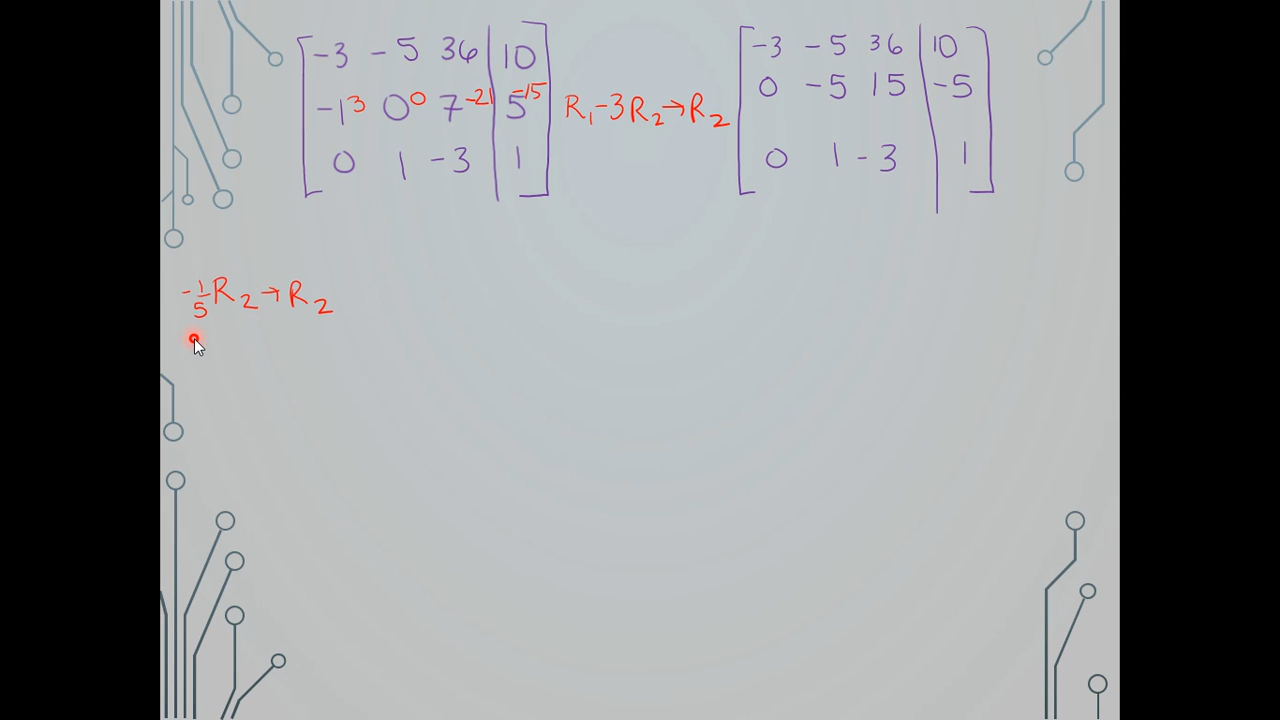 -3 -5 36 | 10 -3 -5 36 | 10
-1 3 0 0 7 -21 | 5 -15 R₁-3R₂→R₂ 0 -5 15 | -5
0 1 -3 | 1 0 1 -3 | 1
-1/5 R₂→R₂